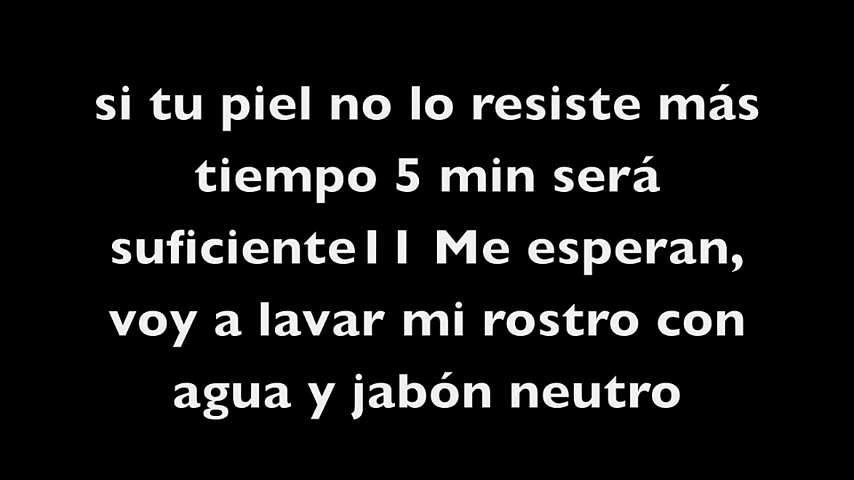 si tu piel no lo resiste más
tiempo 5 min será
suficiente11 Me esperan,
voy a lavar mi rostro con
agua y jabón neutro